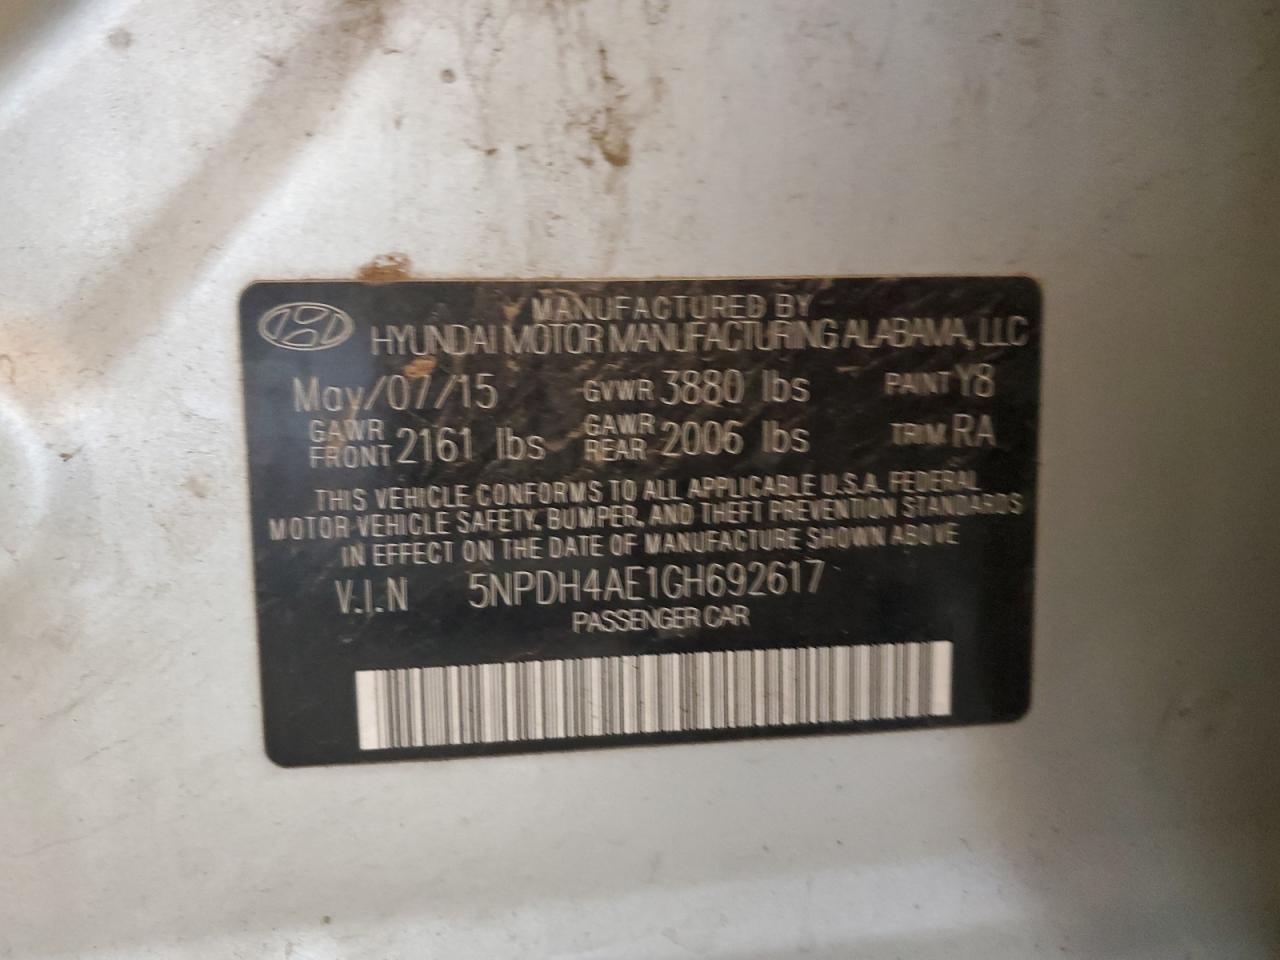 MANUFACTURED BY
HYUNDAI MOTOR MANUFACTURING ALABAMA, LLC
May/07/15 GVWR 3880 lbs PAINT Y8
GAWR FRONT 2161 lbs GAWR REAR 2006 lbs TRIM RA
THIS VEHICLE CONFORMS TO ALL APPLICABLE U.S.A. FEDERAL
MOTOR VEHICLE SAFETY, BUMPER, AND THEFT PREVENTION STANDARDS
IN EFFECT ON THE DATE OF MANUFACTURE SHOWN ABOVE
V.I.N 5NPDH4AE1GH692617
PASSENGER CAR